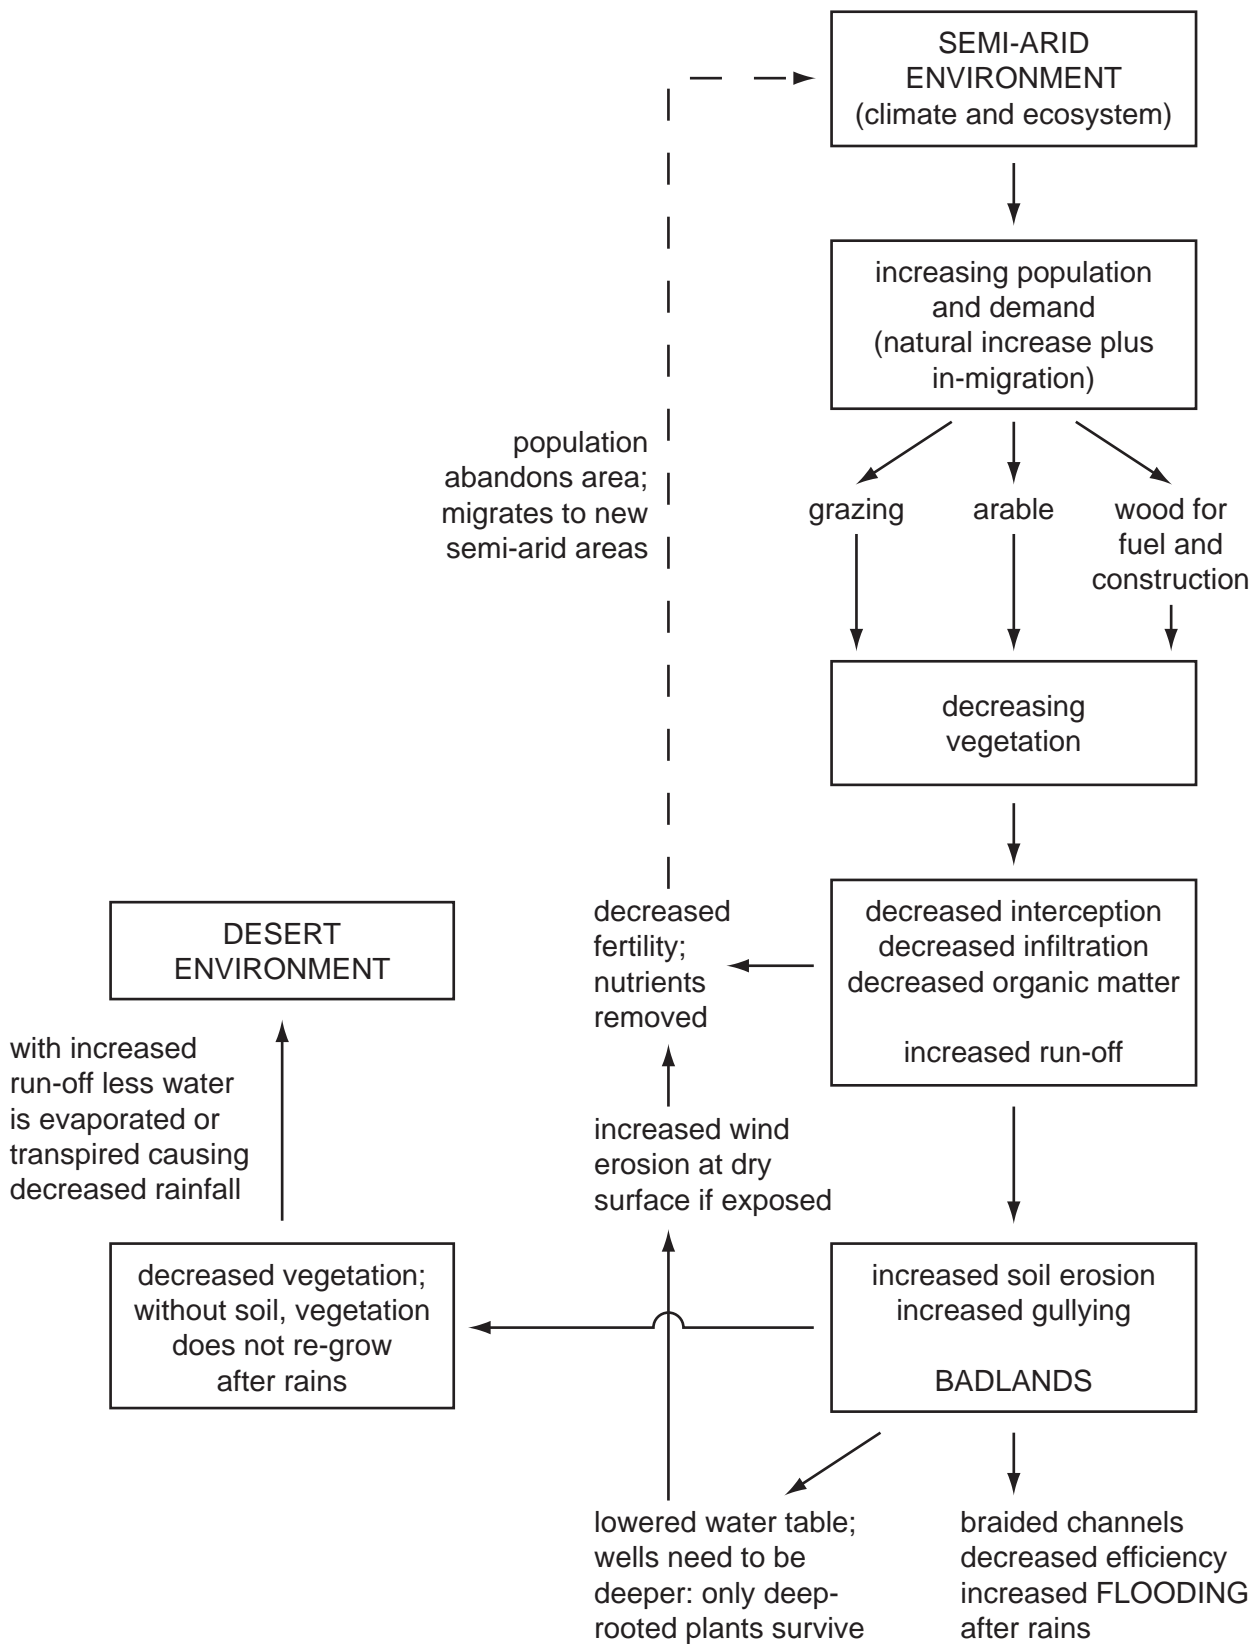 SEMI-ARID
ENVIRONMENT
(climate and ecosystem)
increasing population
and demand
(natural increase plus
in-migration)
population
abandons area;
migrates to new
semi-arid areas
grazing
arable
wood for
fuel and
construction
decreasing
vegetation
decreased interception
decreased infiltration
decreased organic matter
increased run-off
decreased
fertility;
nutrients
removed
DESERT
ENVIRONMENT
with increased
run-off less water
is evaporated or
transpired causing
decreased rainfall
increased wind
erosion at dry
surface if exposed
decreased vegetation;
without soil, vegetation
does not re-grow
after rains
increased soil erosion
increased gullying
BADLANDS
lowered water table;
wells need to be
deeper: only deep-
rooted plants survive
braided channels
decreased efficiency
increased FLOODING
after rains